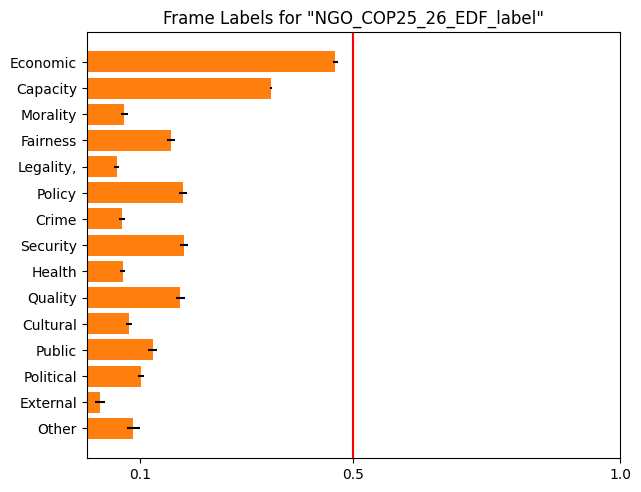 Frame Labels for "NGO_COP25_26_EDF_label"
Economic
Capacity
Morality
Fairness
Legality,
Policy
Crime
Security
Health
Quality
Cultural
Public
Political
External
Other
0.1 0.5 1.0